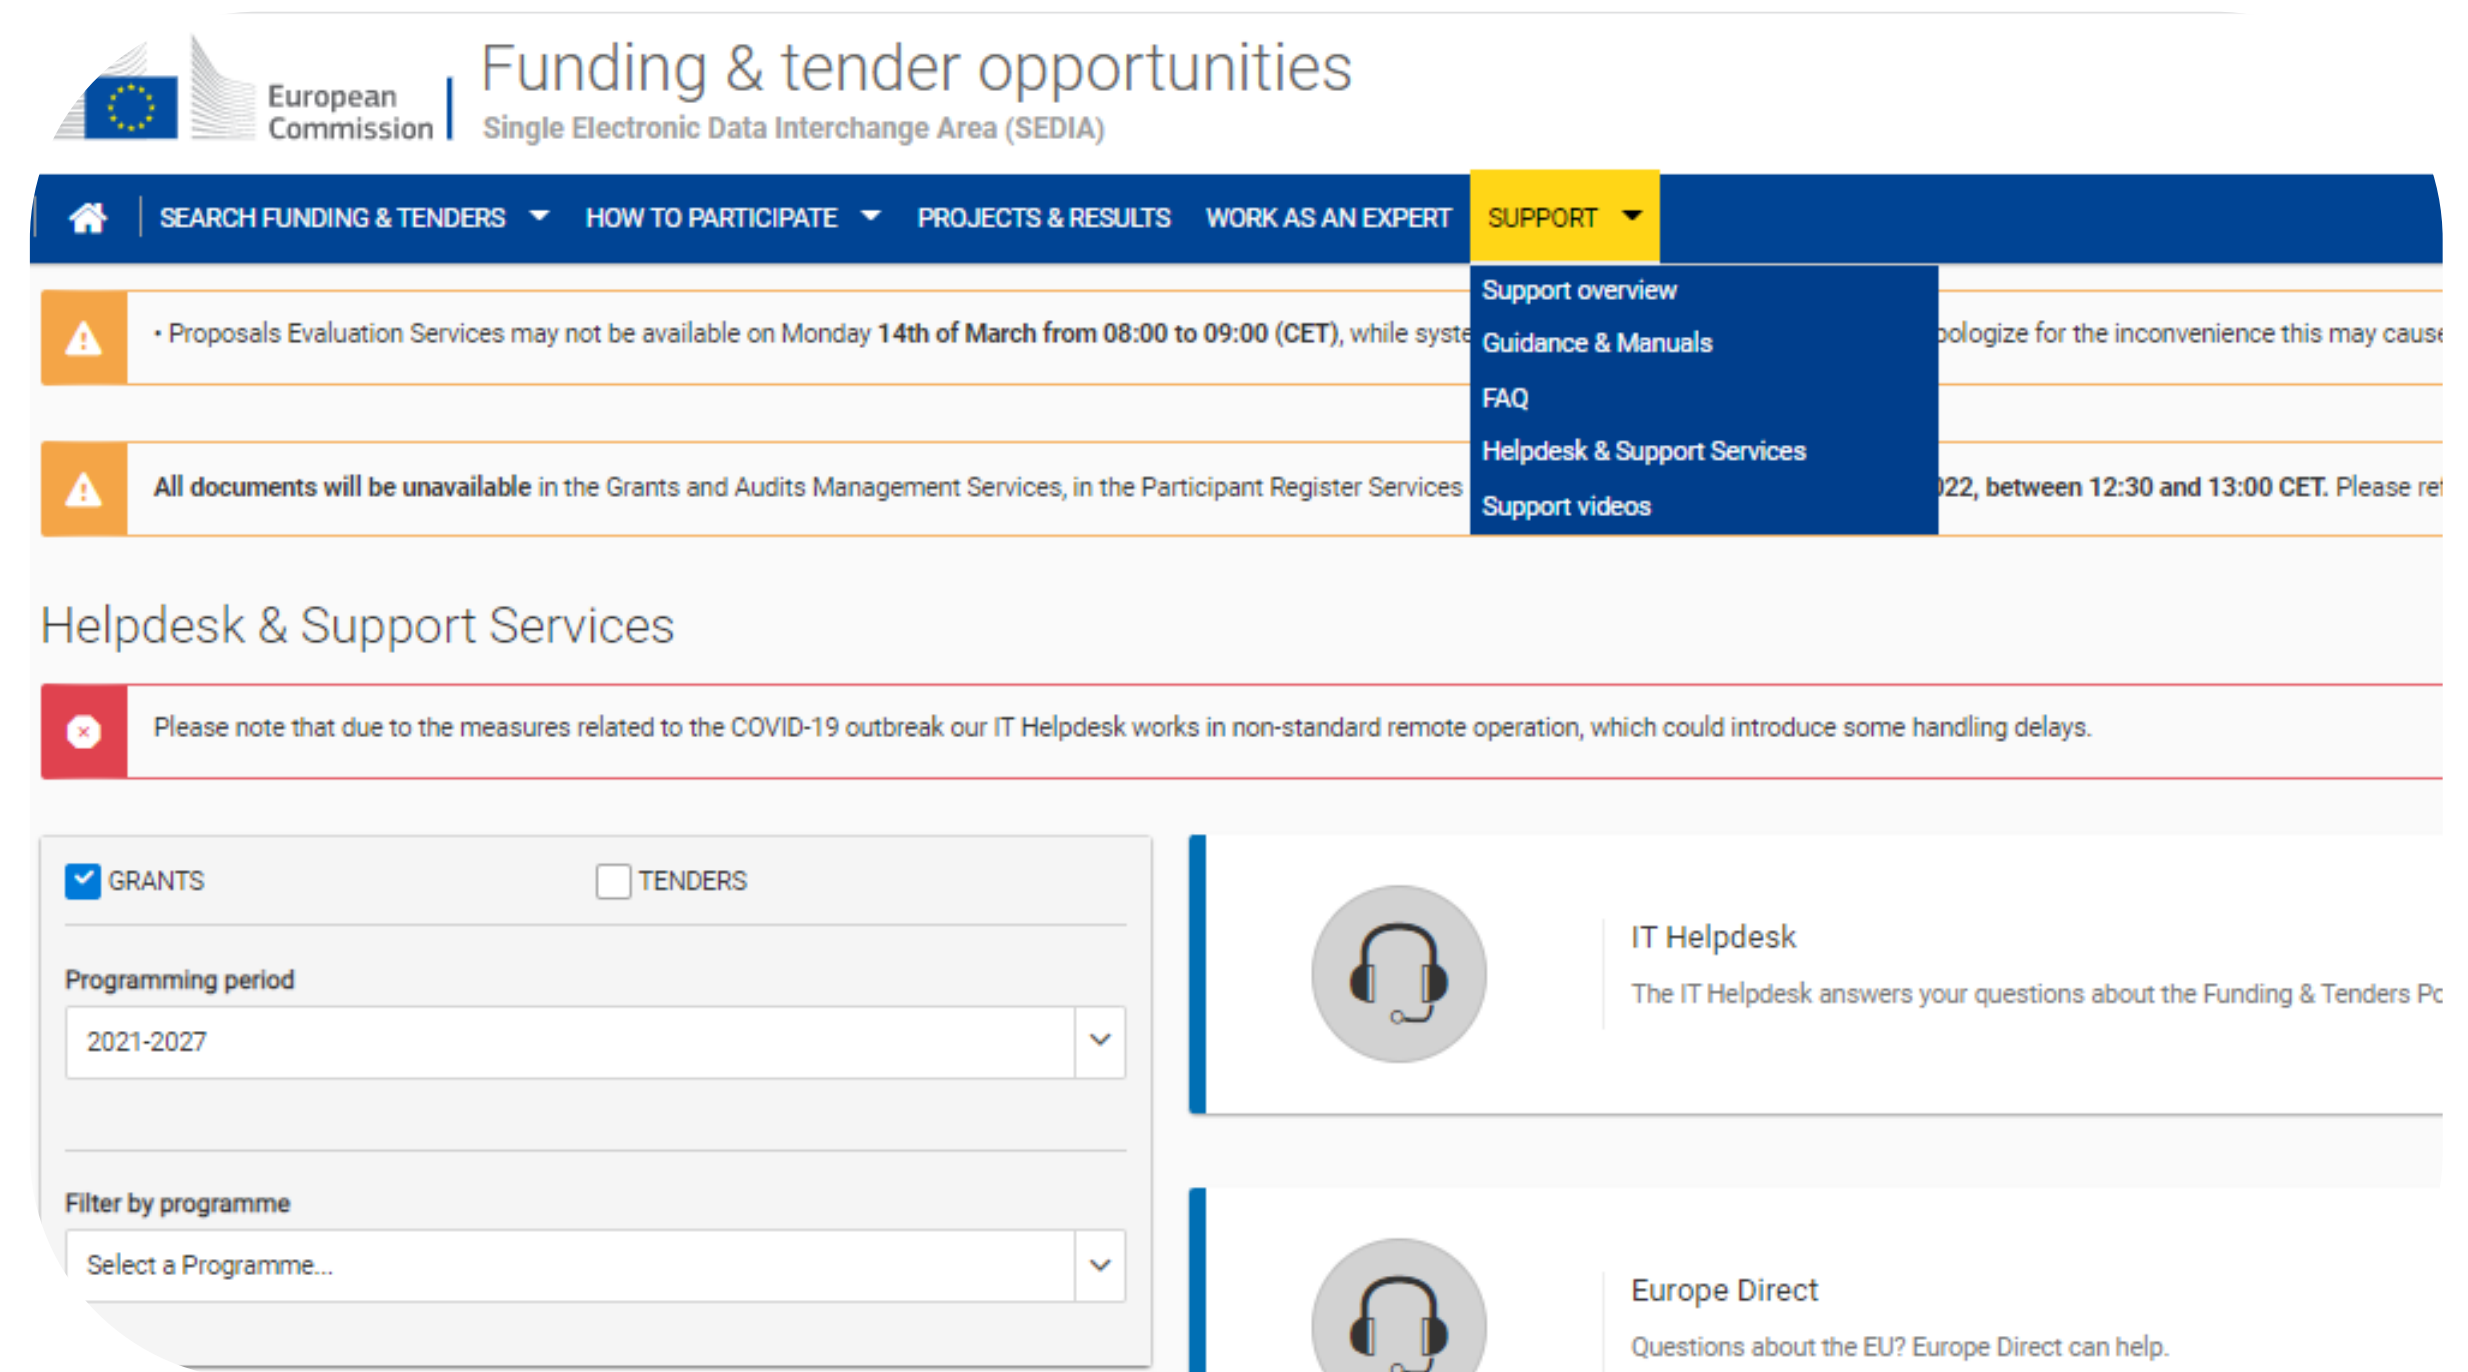 European
Commission
Funding & tender opportunities
Single Electronic Data Interchange Area (SEDIA)
SEARCH FUNDING & TENDERS
HOW TO PARTICIPATE
PROJECTS & RESULTS
WORK AS AN EXPERT
SUPPORT
Support overview
Guidance & Manuals
FAQ
Helpdesk & Support Services
Support videos
• Proposals Evaluation Services may not be available on Monday 14th of March from 08:00 to 09:00 (CET), while for the inconvenience this may cause
All documents will be unavailable in the Grants and Audits Management Services, in the Participant Register Services between 12:30 and 13:00 CET. Please
Helpdesk & Support Services
Please note that due to the measures related to the COVID-19 outbreak our IT Helpdesk works in non-standard remote operation, which could introduce some handling delays.
GRANTS
TENDERS
Programming period
2021-2027
Filter by programme
Select a Programme...
IT Helpdesk
The IT Helpdesk answers your questions about the Funding & Tenders
Europe Direct
Questions about the EU? Europe Direct can help.